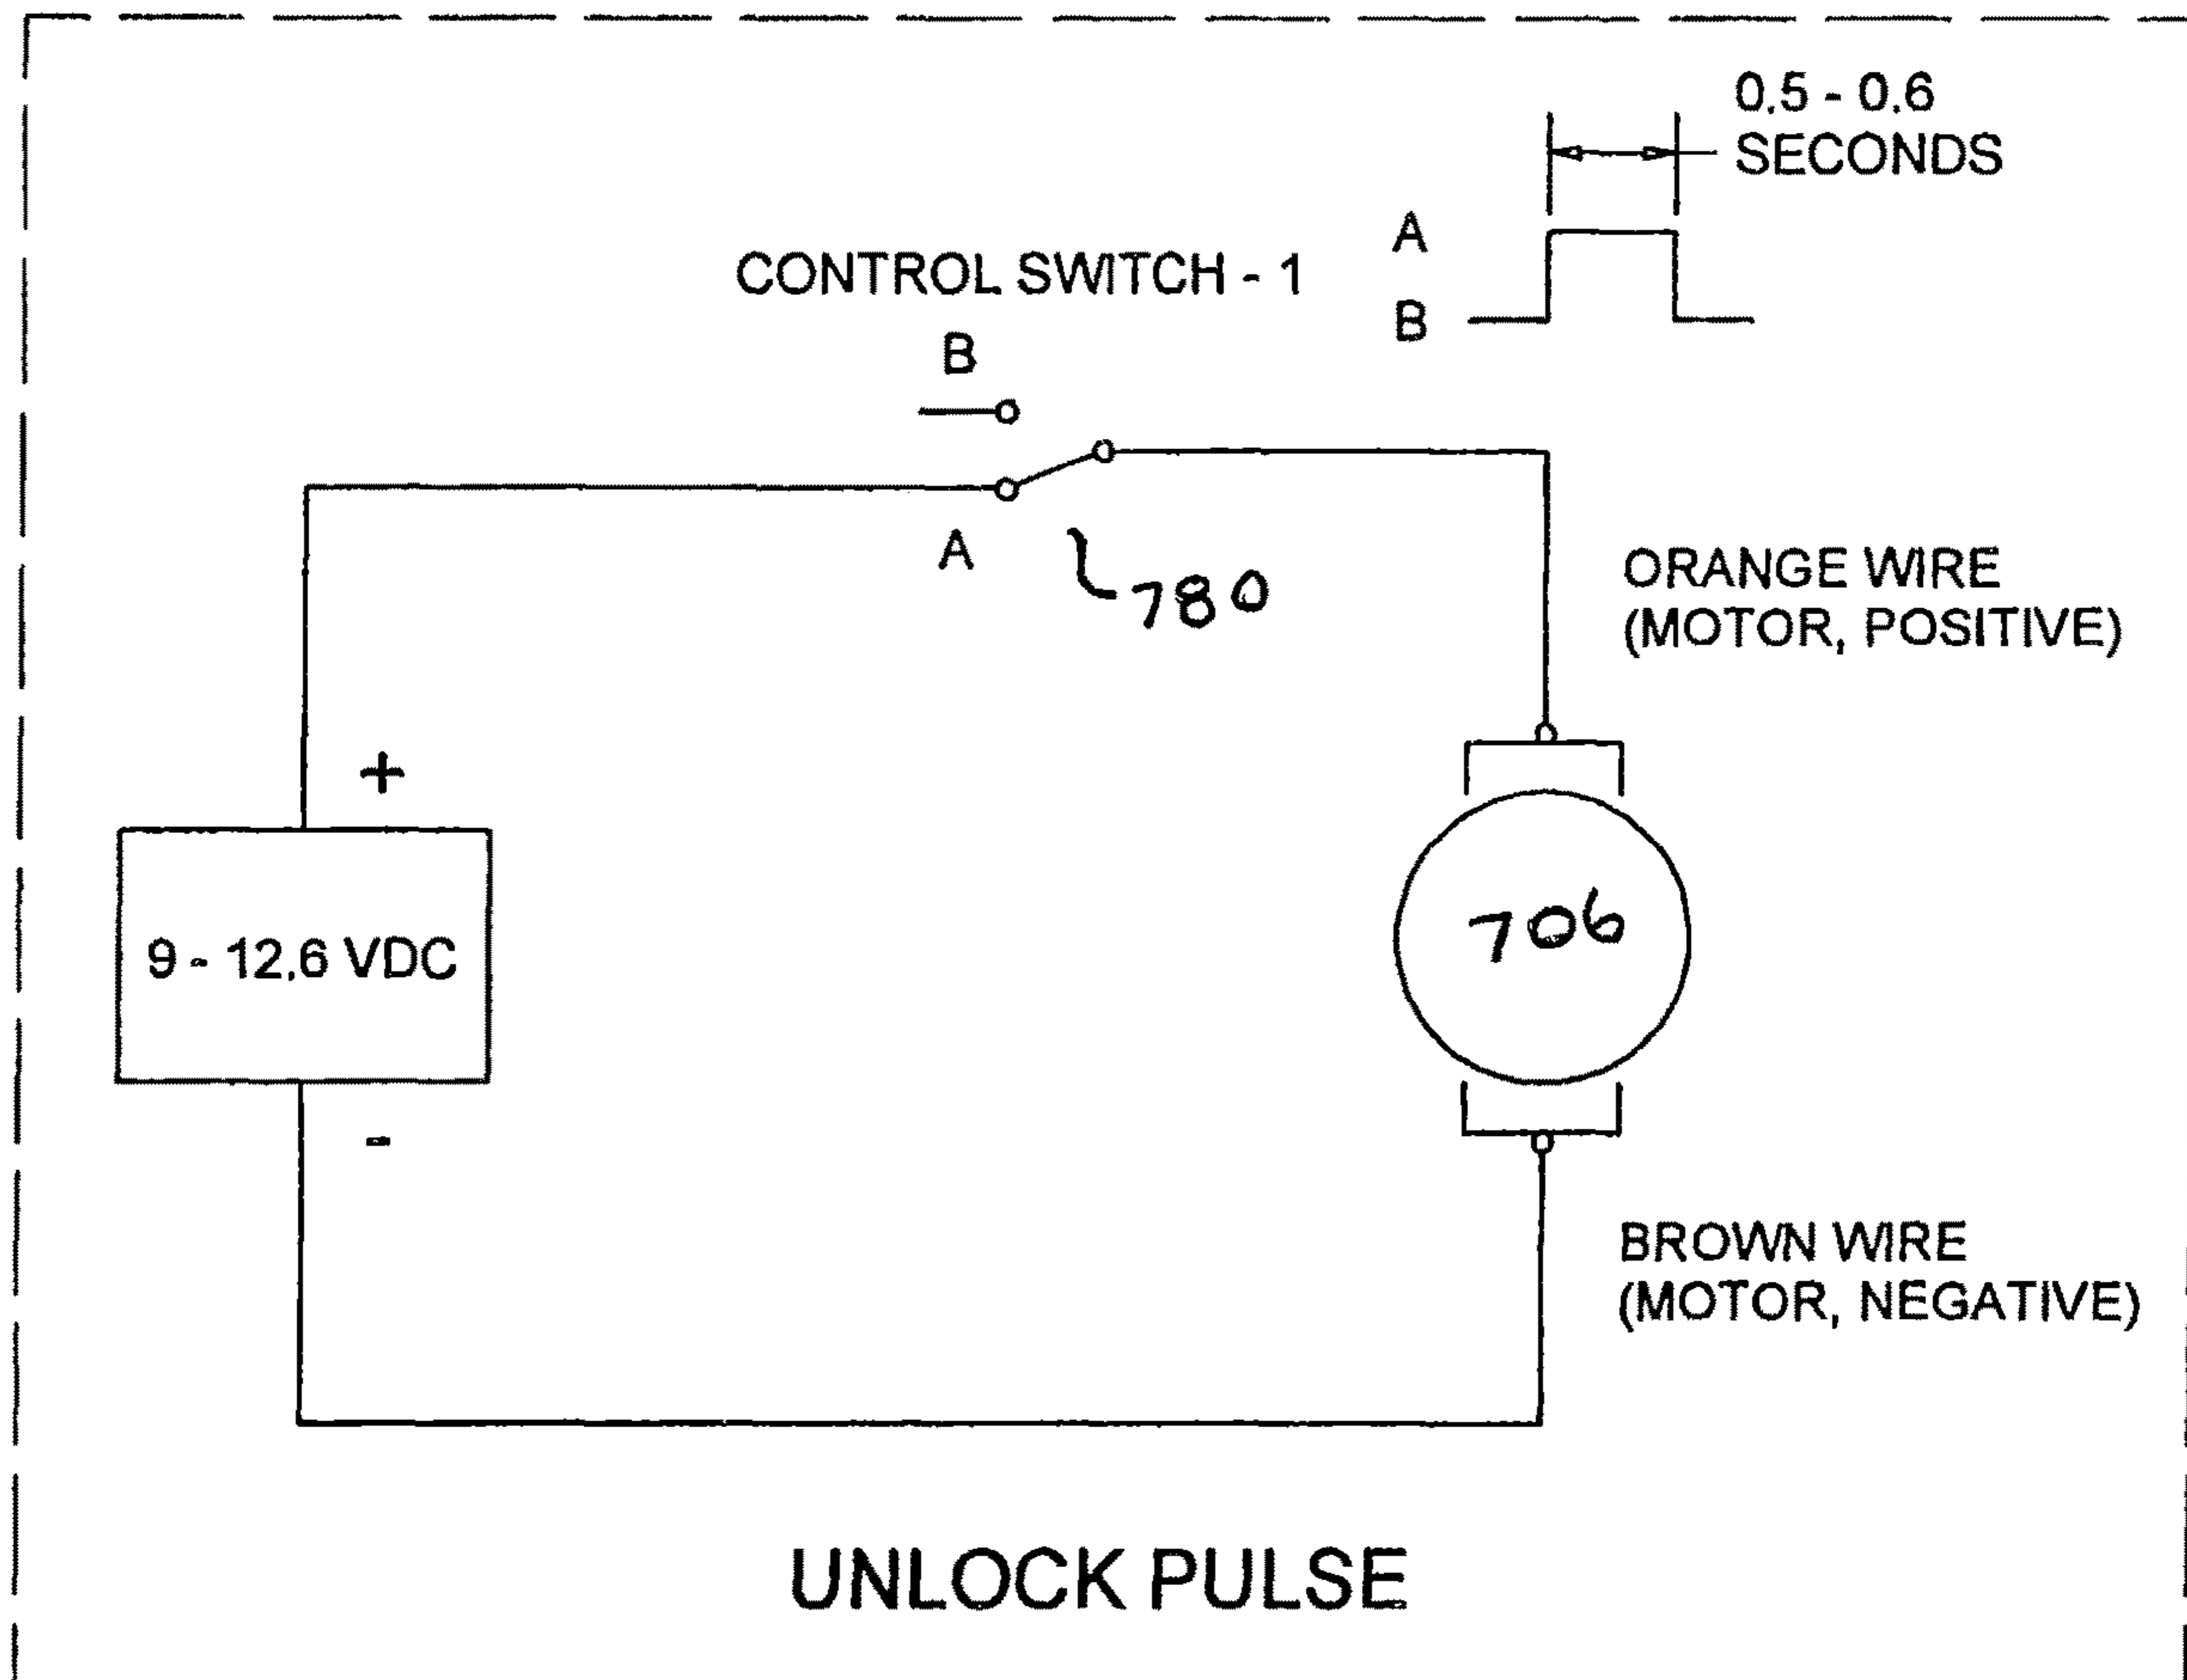 0.5 - 0.6
SECONDS
A
B
CONTROL SWITCH - 1
B
A
780
ORANGE WIRE
(MOTOR, POSITIVE)
+
9 - 12.6 VDC
-
706
BROWN WIRE
(MOTOR, NEGATIVE)
UNLOCK PULSE